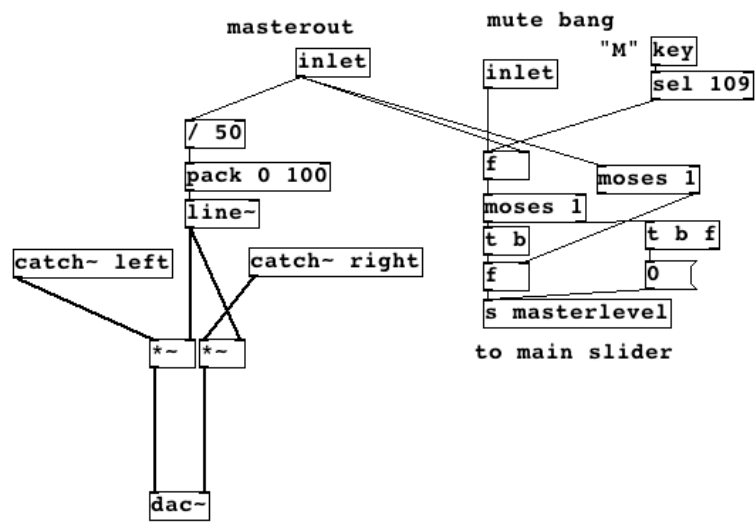 mute bang
masterout
"M" key
inlet
inlet
sel 109
/ 50
f
moses 1
pack 0 100
moses 1
line~
t b
t b f
catch~ left
catch~ right
f
0
s masterlevel
*~
*~
to main slider
dac~